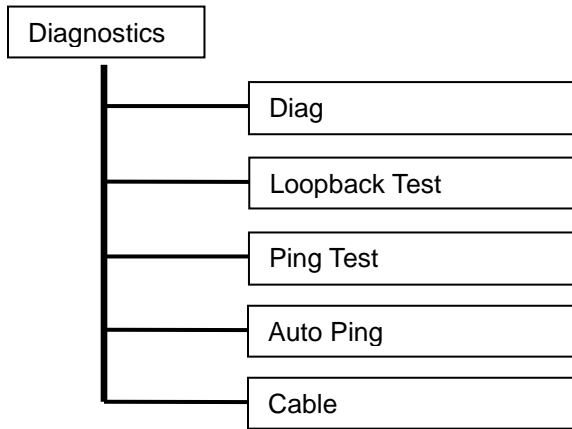 Diagnostics
Diag
Loopback Test
Ping Test
Auto Ping
Cable